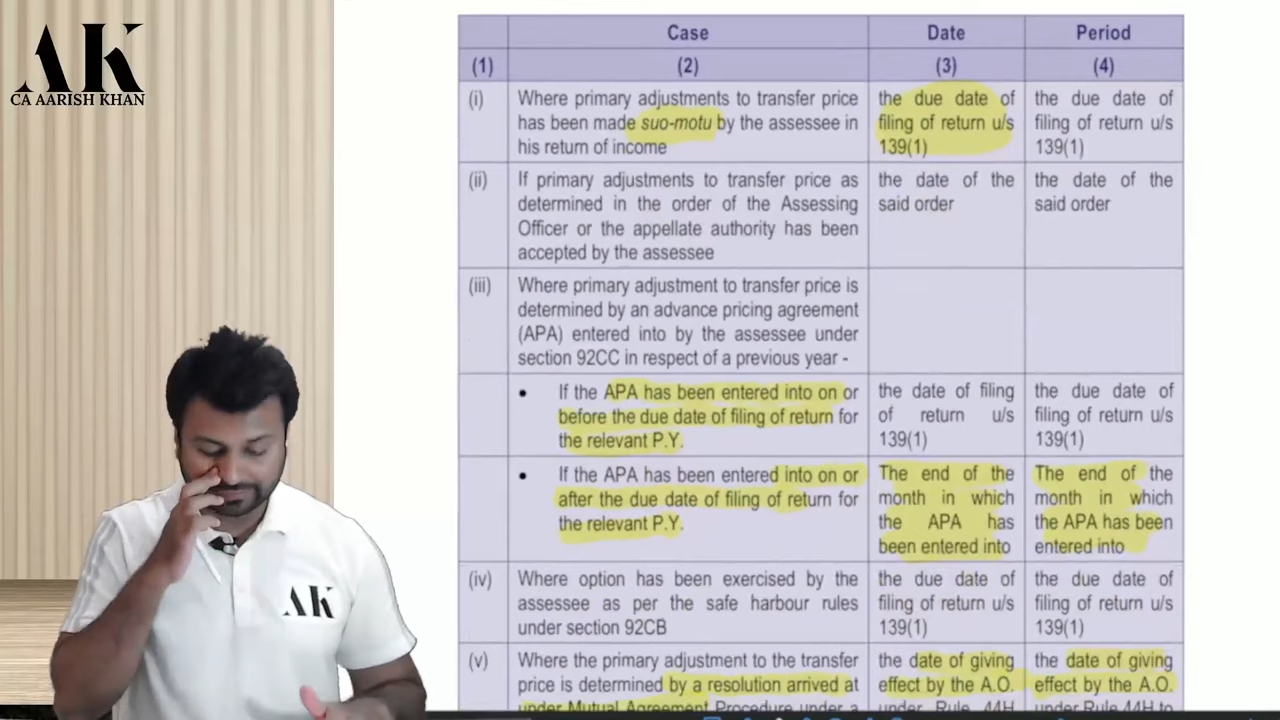 AK
CA AARISH KHAN
Case
Date
Period
(1)
(2)
(3)
(4)
(i)
Where primary adjustments to transfer price
has been made suo-motu by the assessee in
his return of income
the due date of
filing of return u/s
139(1)
the due date of
filing of return u/s
139(1)
(ii)
If primary adjustments to transfer price as
determined in the order of the Assessing
Officer or the appellate authority has been
accepted by the assessee
the date of the
said order
the date of the
said order
(iii)
Where primary adjustment to transfer price is
determined by an advance pricing agreement
(APA) entered into by the assessee under
section 92CC in respect of a previous year -
• If the APA has been entered into on or
before the due date of filing of return for
the relevant P.Y.
the date of filing
of return u/s
139(1)
the due date of
filing of return u/s
139(1)
• If the APA has been entered into on or
after the due date of filing of return for
the relevant P.Y.
The end of the
month in which
the APA has
been entered into
The end of the
month in which
the APA has been
entered into
(iv)
Where option has been exercised by the
assessee as per the safe harbour rules
under section 92CB
the due date of
filing of return u/s
139(1)
the due date of
filing of return u/s
139(1)
(v)
Where the primary adjustment to the transfer
price is determined by a resolution arrived at
under Mutual Agreement Procedure under a
the date of giving
effect by the A.O.
under Rule 44H
the date of giving
effect by the A.O.
under Rule 44H to
AK